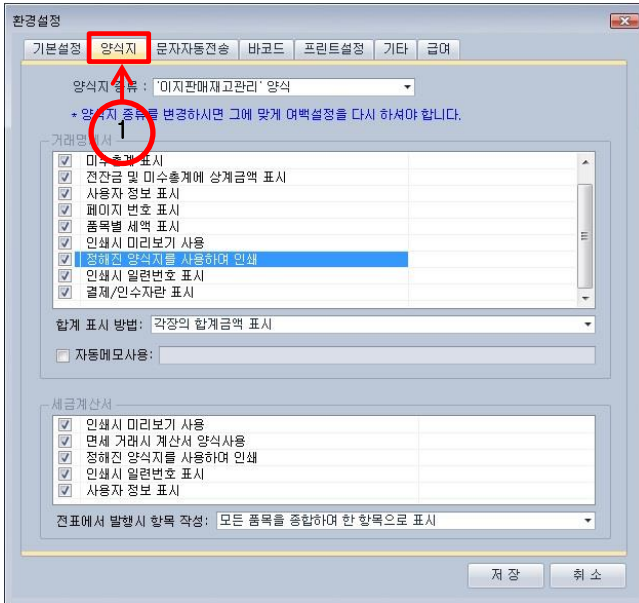 환경설정
기본설정 양식지 문자자동전송 바코드 프린트설정 기타 급여
양식지 종류 : '이지판매재고관리' 양식
* 양식지 종류를 변경하시면 그에 맞게 여백설정을 다시 하셔야 합니다.
1
거래명세서
미수총계 표시
전잔금 및 미수총계에 상계금액 표시
사용자 정보 표시
페이지 번호 표시
품목별 세액 표시
인쇄시 미리보기 사용
정해진 양식지를 사용하여 인쇄
인쇄시 일련번호 표시
결제/인수자란 표시
합계 표시 방법: 각장의 합계금액 표시
자동메모사용:
세금계산서
인쇄시 미리보기 사용
면세 거래시 계산서 양식사용
정해진 양식지를 사용하여 인쇄
인쇄시 일련번호 표시
사용자 정보 표시
전표에서 발행시 항목 작성: 모든 품목을 종합하여 한 항목으로 표시
저 장 취 소